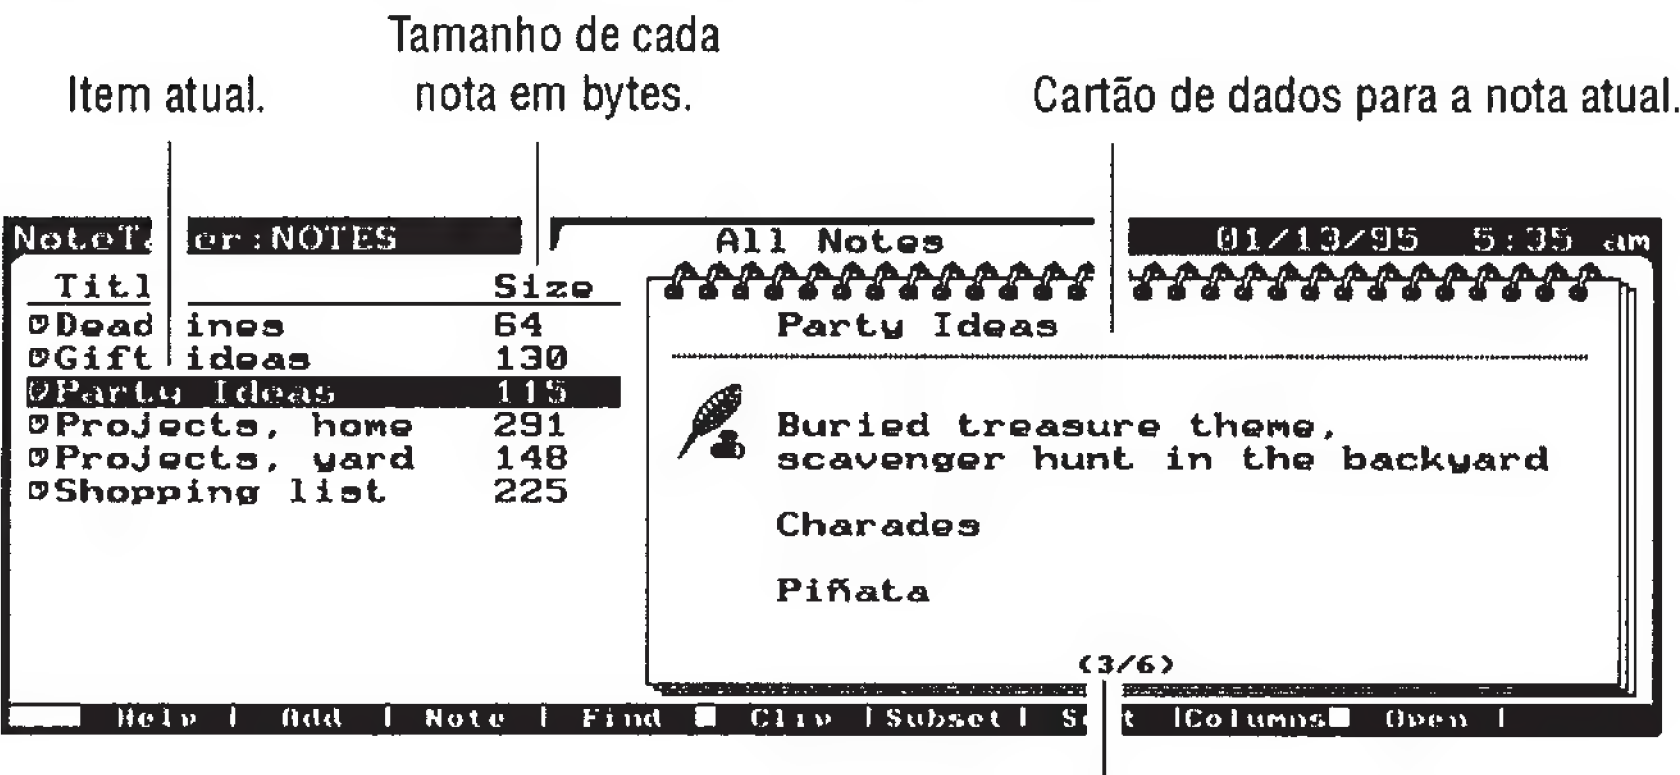 Tamanho de cada
nota em bytes.
Item atual.
Cartão de dados para a nota atual.
NoteTa er:NOTES
All Notes
01/13/95 5:35 am
Titl
Size
Dead ines 64
Gift ideas 130
Party Ideas 115
Projects, home 291
Projects, yard 148
Shopping list 225
Party Ideas
Buried treasure theme,
scavenger hunt in the backyard
Charades
Piñata
(3/6)
Help | Add | Note | Find Clip | Subset | S t | Columns Open |